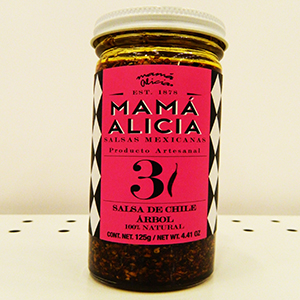 mamá
Alicia
EST. 1878
MAMÁ
ALICIA
SALSAS MEXICANAS
Producto Artesanal
3
SALSA DE CHILE
ÁRBOL
100% NATURAL
CONT. NET. 125g / NET WT. 4.41 OZ